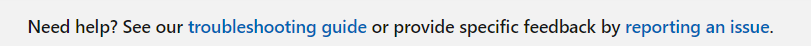 Need help? See our troubleshooting guide or provide specific feedback by reporting an issue.